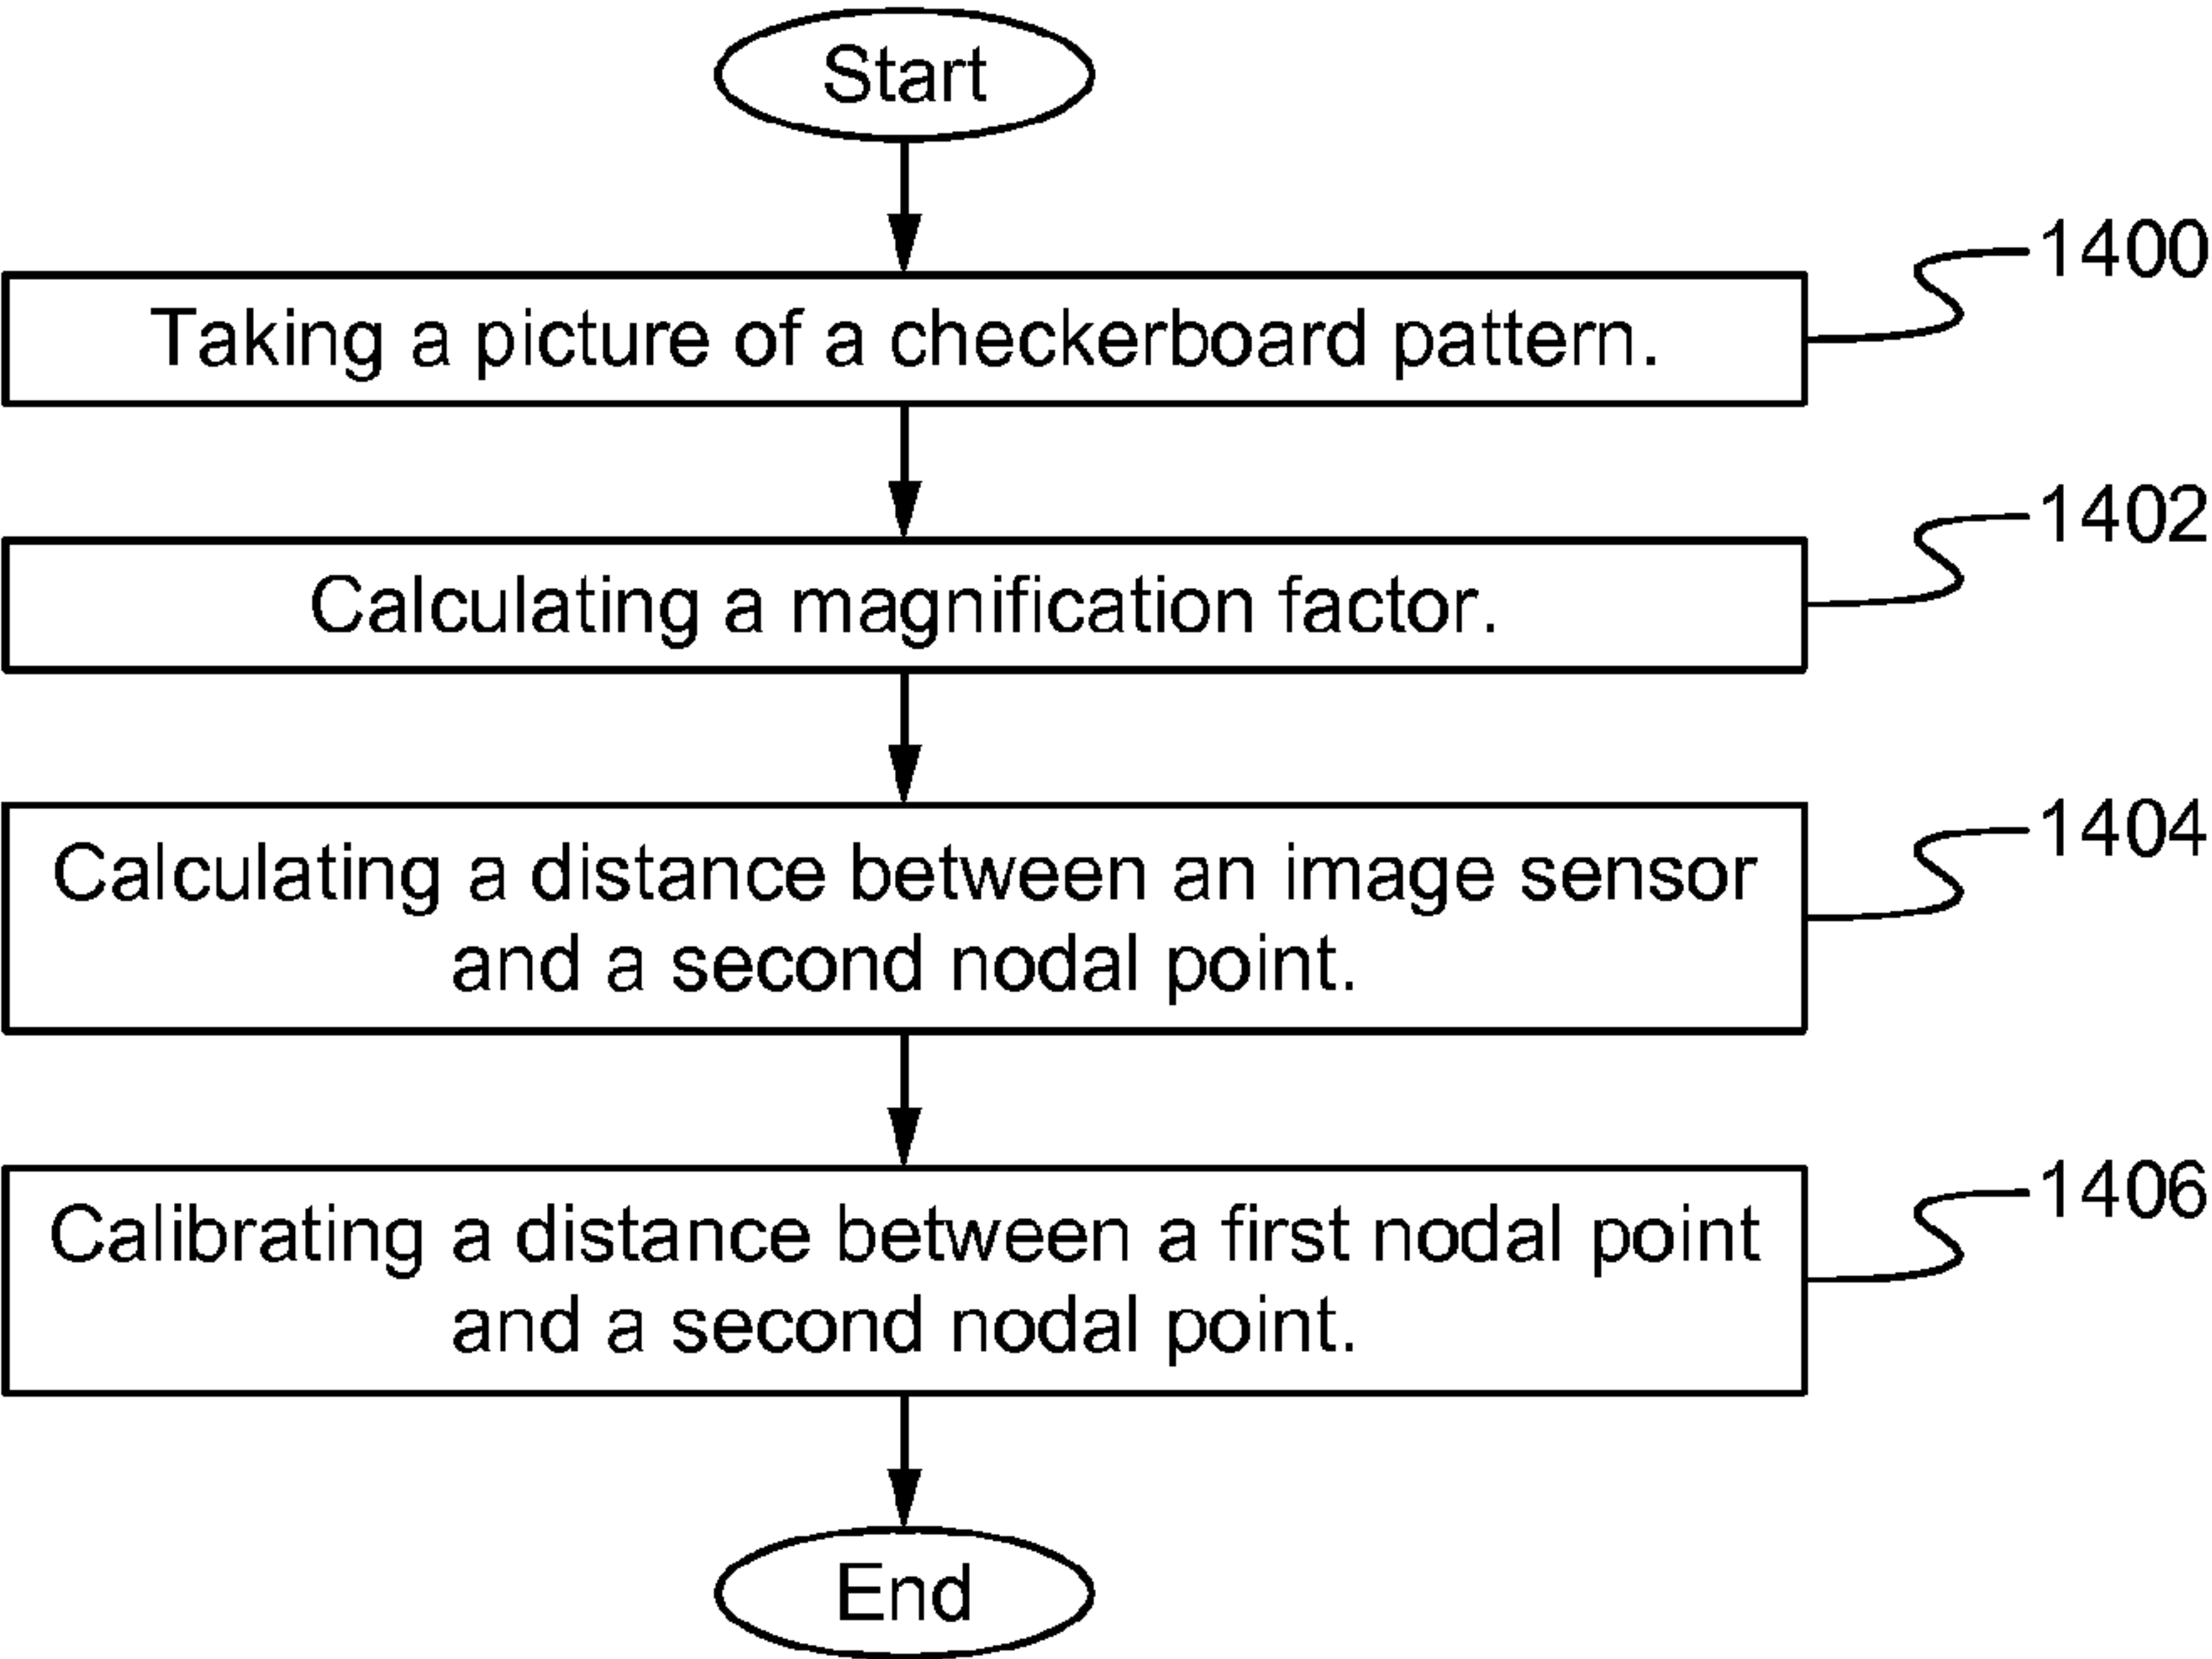 Start
1400
Taking a picture of a checkerboard pattern.
1402
Calculating a magnification factor.
1404
Calculating a distance between an image sensor
and a second nodal point.
1406
Calibrating a distance between a first nodal point
and a second nodal point.
End